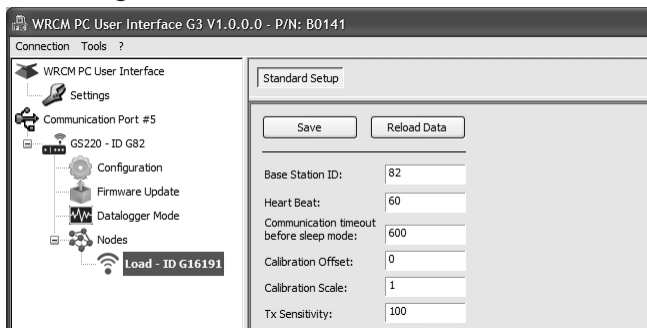 WRCM PC User Interface G3 V1.0.0.0 - P/N: B0141
Connection Tools ?
WRCM PC User Interface
Settings
Communication Port #5
GS220 - ID G82
Configuration
Firmware Update
Datalogger Mode
Nodes
Load - ID G16191
Standard Setup
Save Reload Data
Base Station ID: 82
Heart Beat: 60
Communication timeout
before sleep mode: 600
Calibration Offset: 0
Calibration Scale: 1
Tx Sensitivity: 100